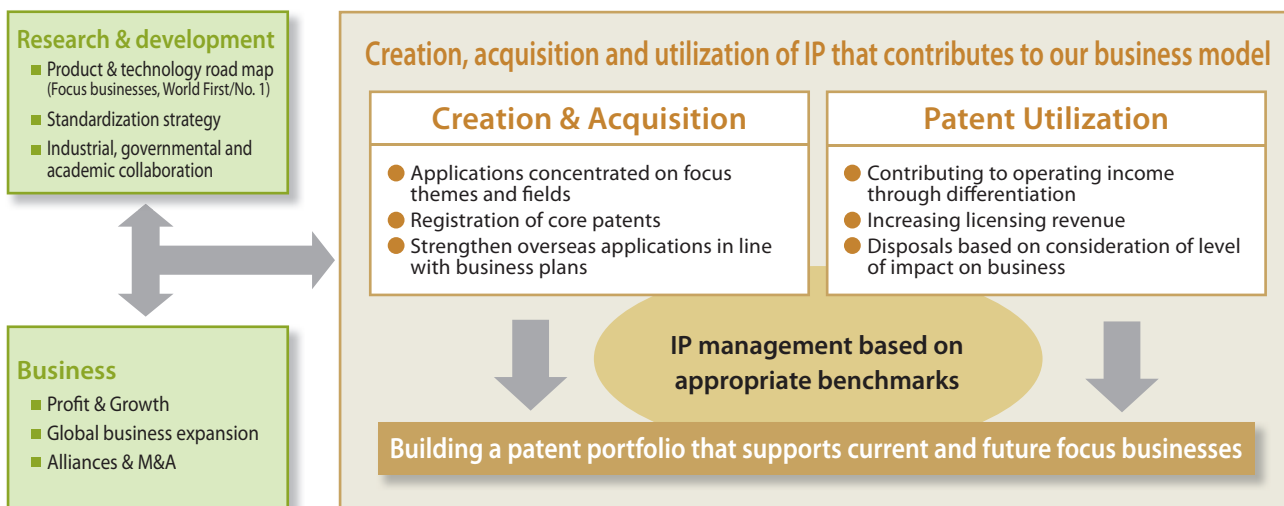 Research & development
■ Product & technology road map
(Focus businesses, World First/No. 1)
■ Standardization strategy
■ Industrial, governmental and
academic collaboration
Business
■ Profit & Growth
■ Global business expansion
■ Alliances & M&A
Creation, acquisition and utilization of IP that contributes to our business model
Creation & Acquisition
● Applications concentrated on focus
themes and fields
● Registration of core patents
● Strengthen overseas applications in line
with business plans
Patent Utilization
● Contributing to operating income
through differentiation
● Increasing licensing revenue
● Disposals based on consideration of level
of impact on business
IP management based on
appropriate benchmarks
Building a patent portfolio that supports current and future focus businesses